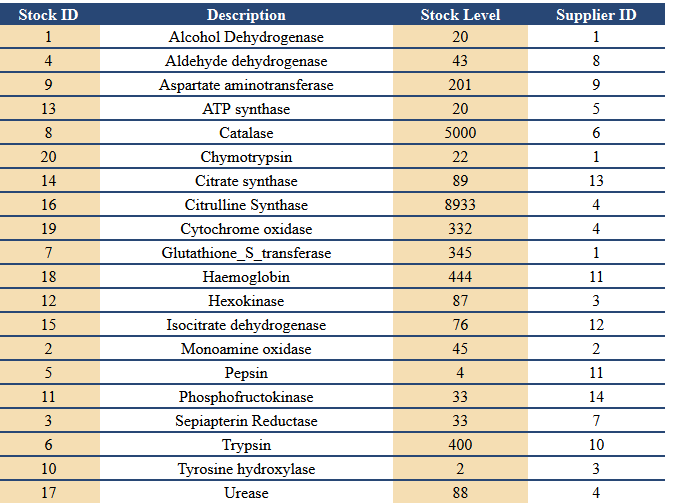 Stock ID Description Stock Level Supplier ID
1 Alcohol Dehydrogenase 20 1
4 Aldehyde dehydrogenase 43 8
9 Aspartate aminotransferase 201 9
13 ATP synthase 20 5
8 Catalase 5000 6
20 Chymotrypsin 22 1
14 Citrate synthase 89 13
16 Citrulline Synthase 8933 4
19 Cytochrome oxidase 332 4
7 Glutathione_S_transferase 345 1
18 Haemoglobin 444 11
12 Hexokinase 87 3
15 Isocitrate dehydrogenase 76 12
2 Monoamine oxidase 45 2
5 Pepsin 4 11
11 Phosphofructokinase 33 14
3 Sepiapterin Reductase 33 7
6 Trypsin 400 10
10 Tyrosine hydroxylase 2 3
17 Urease 88 4